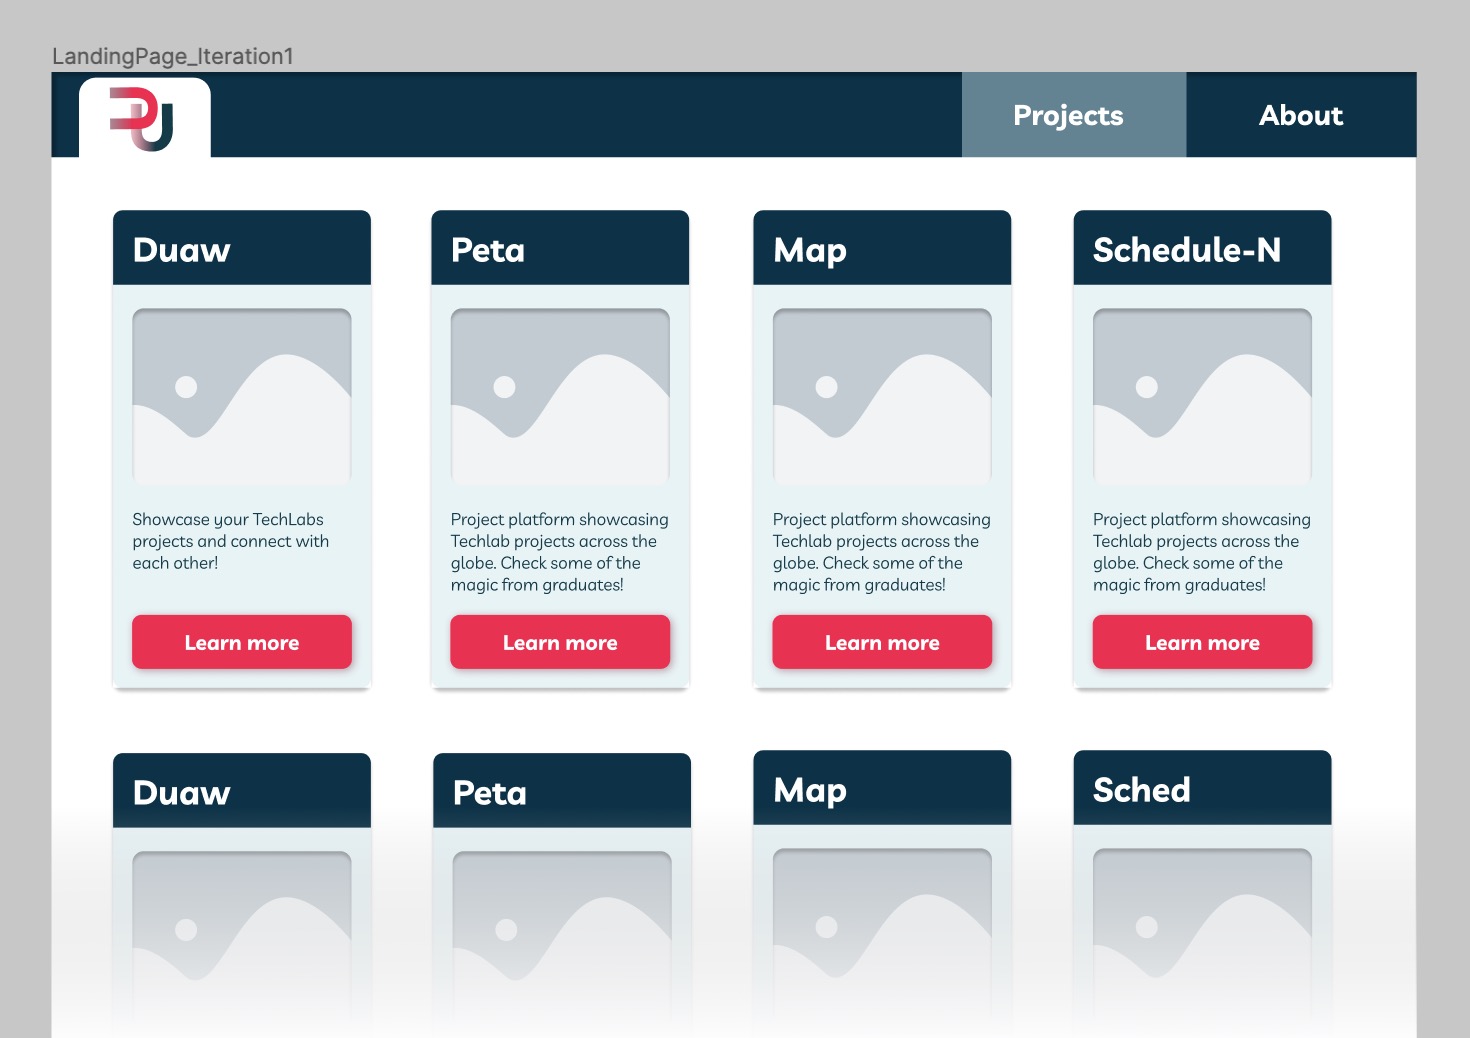 LandingPage_Iteration1
Projects
About
Duaw
Peta
Map
Schedule-N
Showcase your TechLabs
projects and connect with
each other!
Project platform showcasing
Techlab projects across the
globe. Check some of the
magic from graduates!
Project platform showcasing
Techlab projects across the
globe. Check some of the
magic from graduates!
Project platform showcasing
Techlab projects across the
globe. Check some of the
magic from graduates!
Learn more
Learn more
Learn more
Learn more
Duaw
Peta
Map
Sched